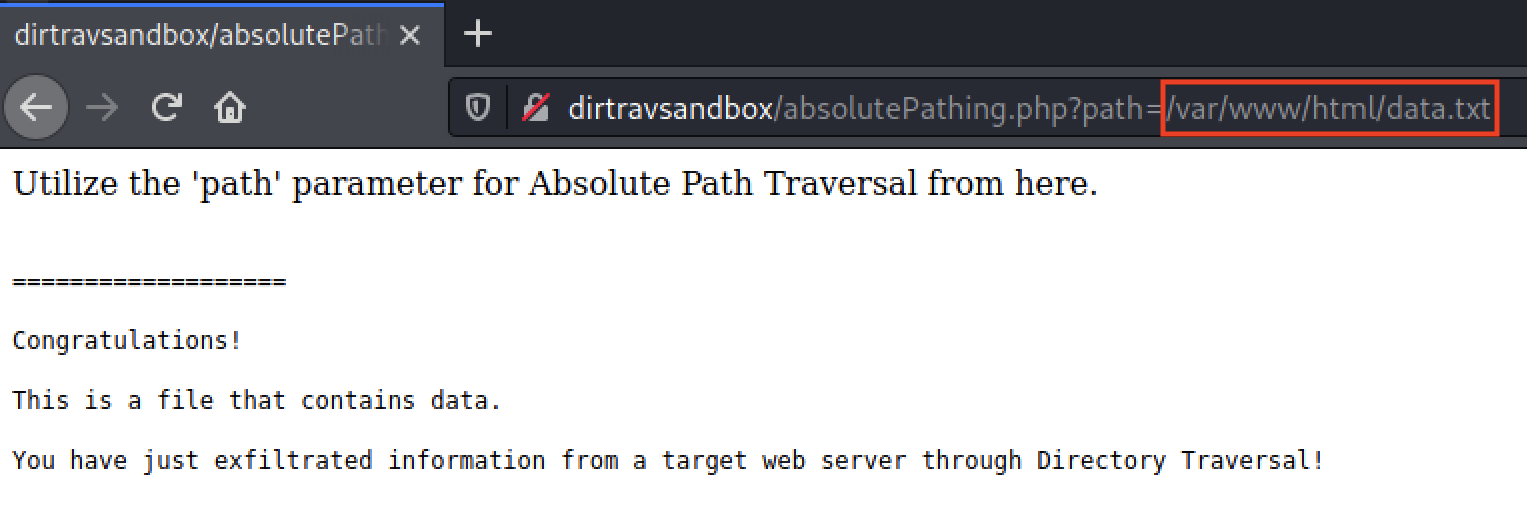 dirtravsandbox/absolutePath
dirtravsandbox/absolutePathing.php?path=/var/www/html/data.txt
Utilize the 'path' parameter for Absolute Path Traversal from here.
===================
Congratulations!
This is a file that contains data.
You have just exfiltrated information from a target web server through Directory Traversal!